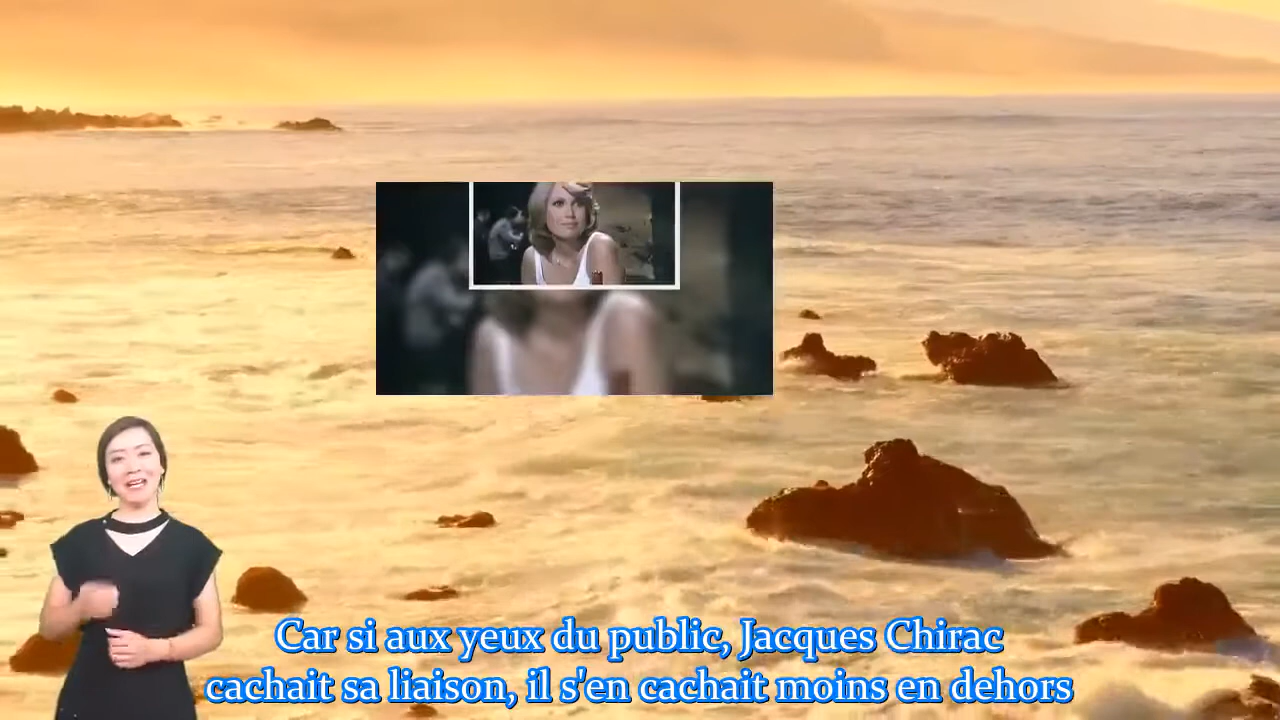 Car si aux yeux du public, Jacques Chirac
cachait sa liaison, il s'en cachait moins en dehors